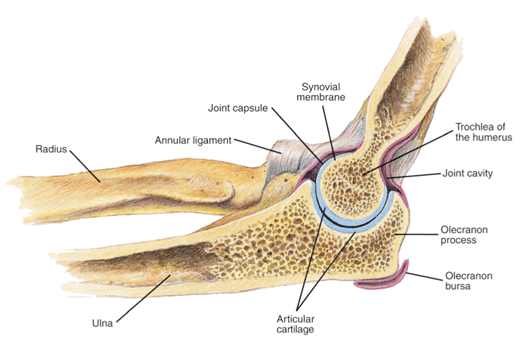 Synovial
membrane
Joint capsule
Annular ligament
Radius
Trochlea of
the humerus
Joint cavity
Olecranon
process
Olecranon
bursa
Articular
cartilage
Ulna